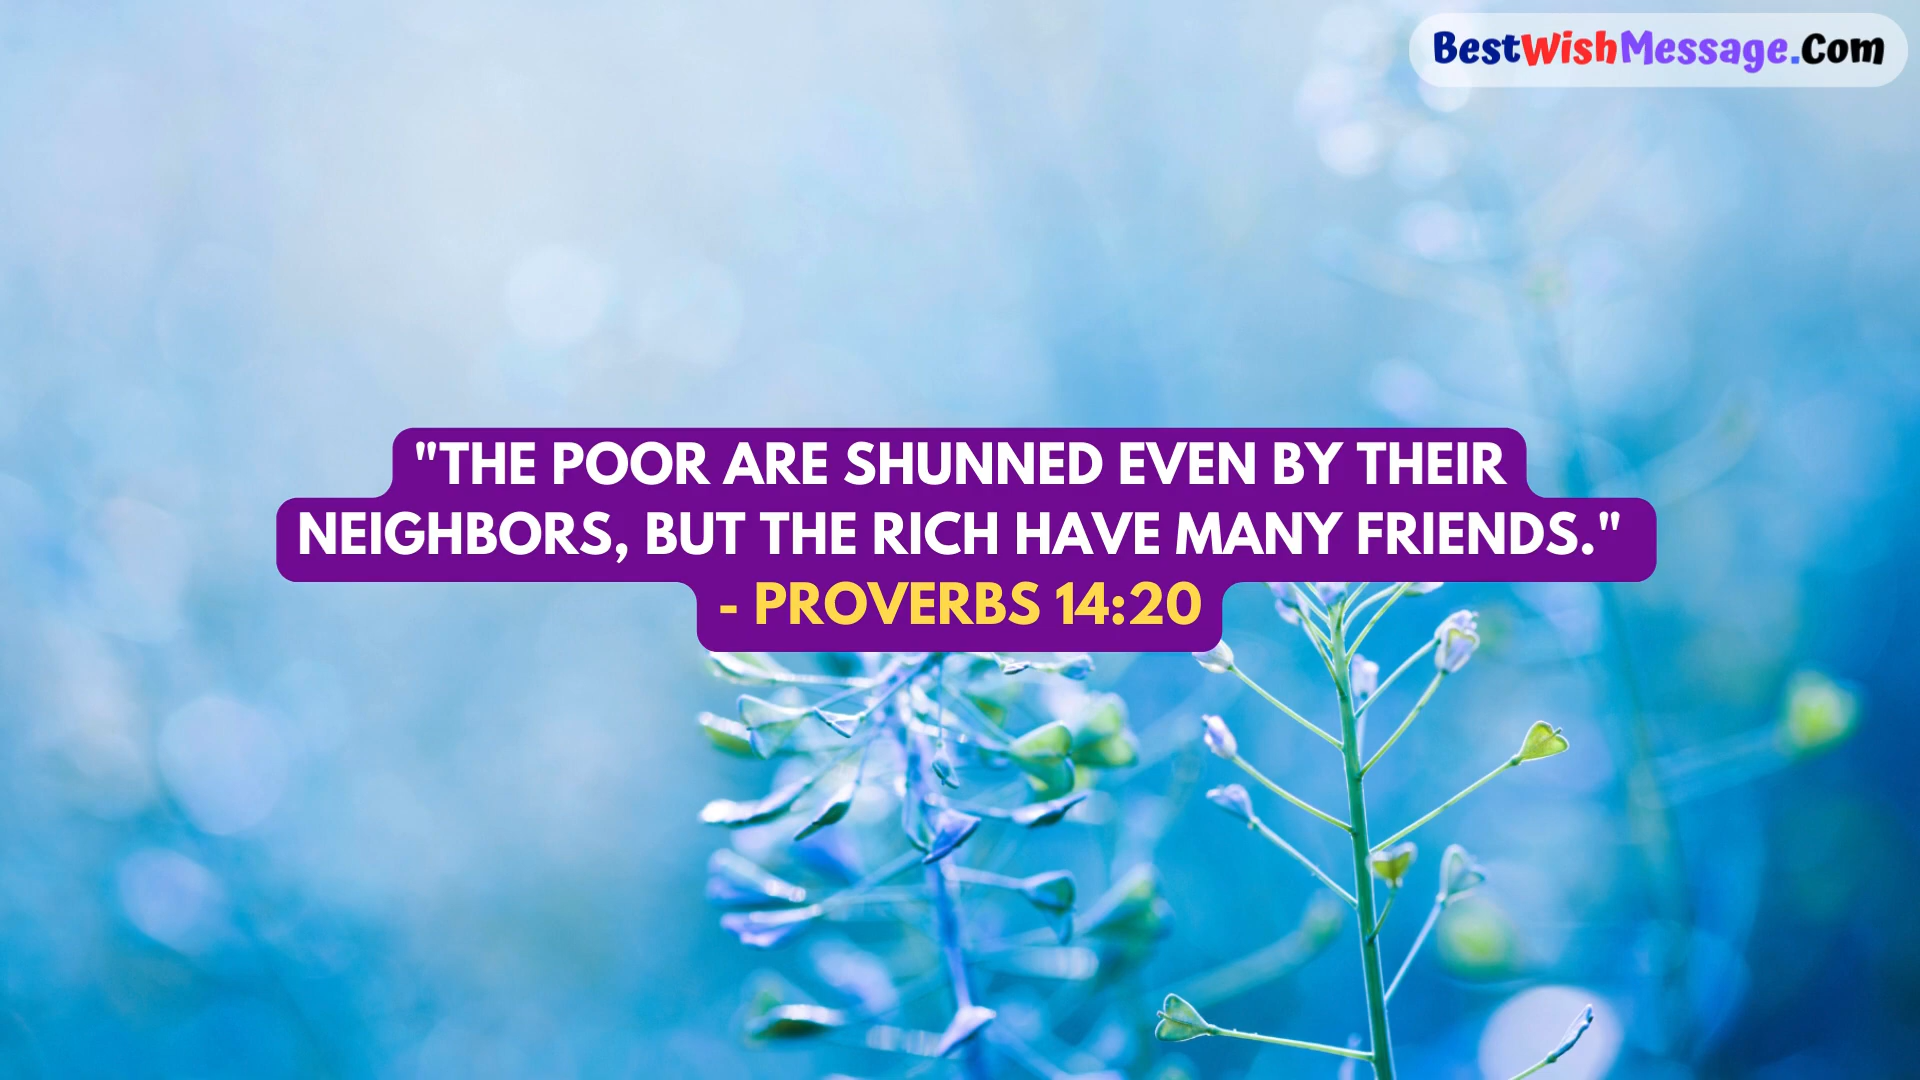 BestWishMessage.Com
"THE POOR ARE SHUNNED EVEN BY THEIR
NEIGHBORS, BUT THE RICH HAVE MANY FRIENDS."
- PROVERBS 14:20